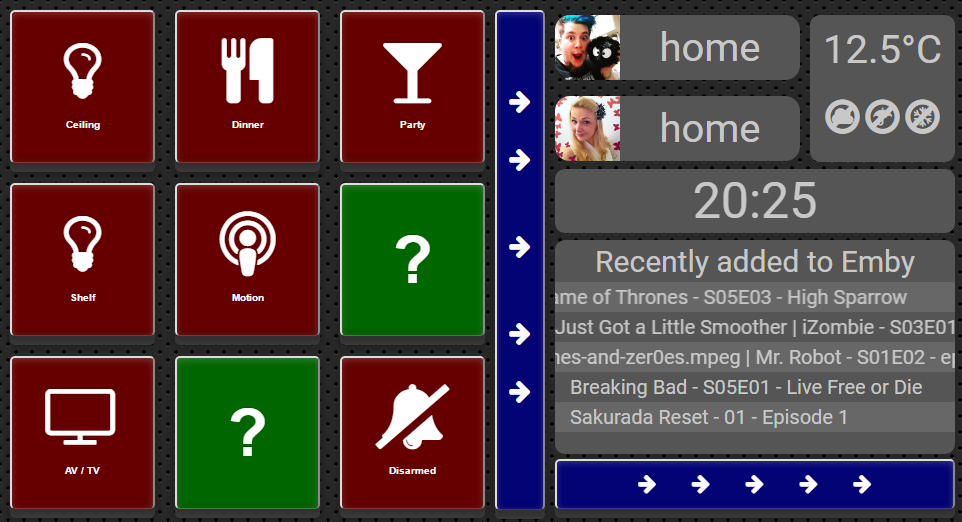 Ceiling
Dinner
Party
Shelf
Motion
?
AV / TV
?
Disarmed
home
12.5°C
home
20:25
Recently added to Emby
ame of Thrones - S05E03 - High Sparrow
Just Got a Little Smoother | iZombie - S03E01
nes-and-zer0es.mpeg | Mr. Robot - S01E02 - ep
Breaking Bad - S05E01 - Live Free or Die
Sakurada Reset - 01 - Episode 1